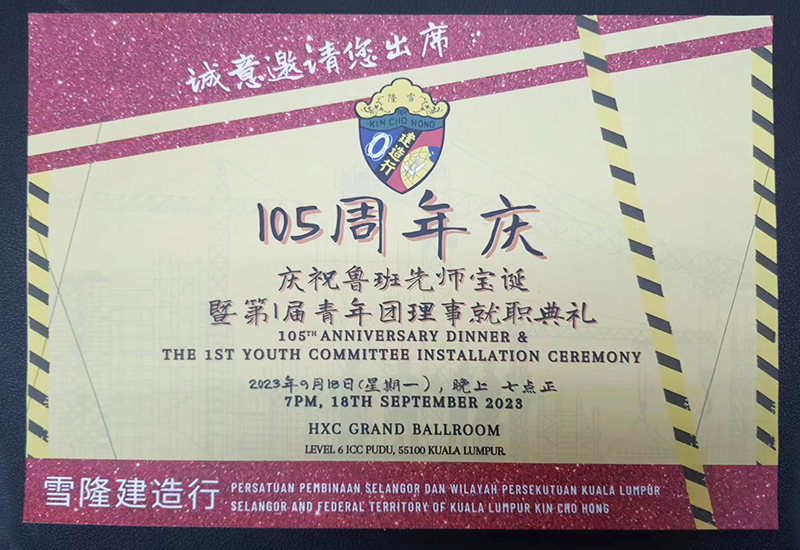 诚意邀请您出席：
雪隆
KIN CHO HONG
建造行
105周年庆
庆祝鲁班先师宝诞
暨第1届青年团理事就职典礼
105TH ANNIVERSARY DINNER &
THE 1ST YOUTH COMMITTEE INSTALLATION CEREMONY
2023年9月18日(星期一)，晚上 七点正
7PM, 18TH SEPTEMBER 2023
HXC GRAND BALLROOM
LEVEL 6 ICC PUDU, 55100 KUALA LUMPUR.
雪隆建造行
PERSATUAN PEMBINAAN SELANGOR DAN WILAYAH PERSEKUTUAN KUALA LUMPUR
SELANGOR AND FEDERAL TERRITORY OF KUALA LUMPUR KIN CHO HONG